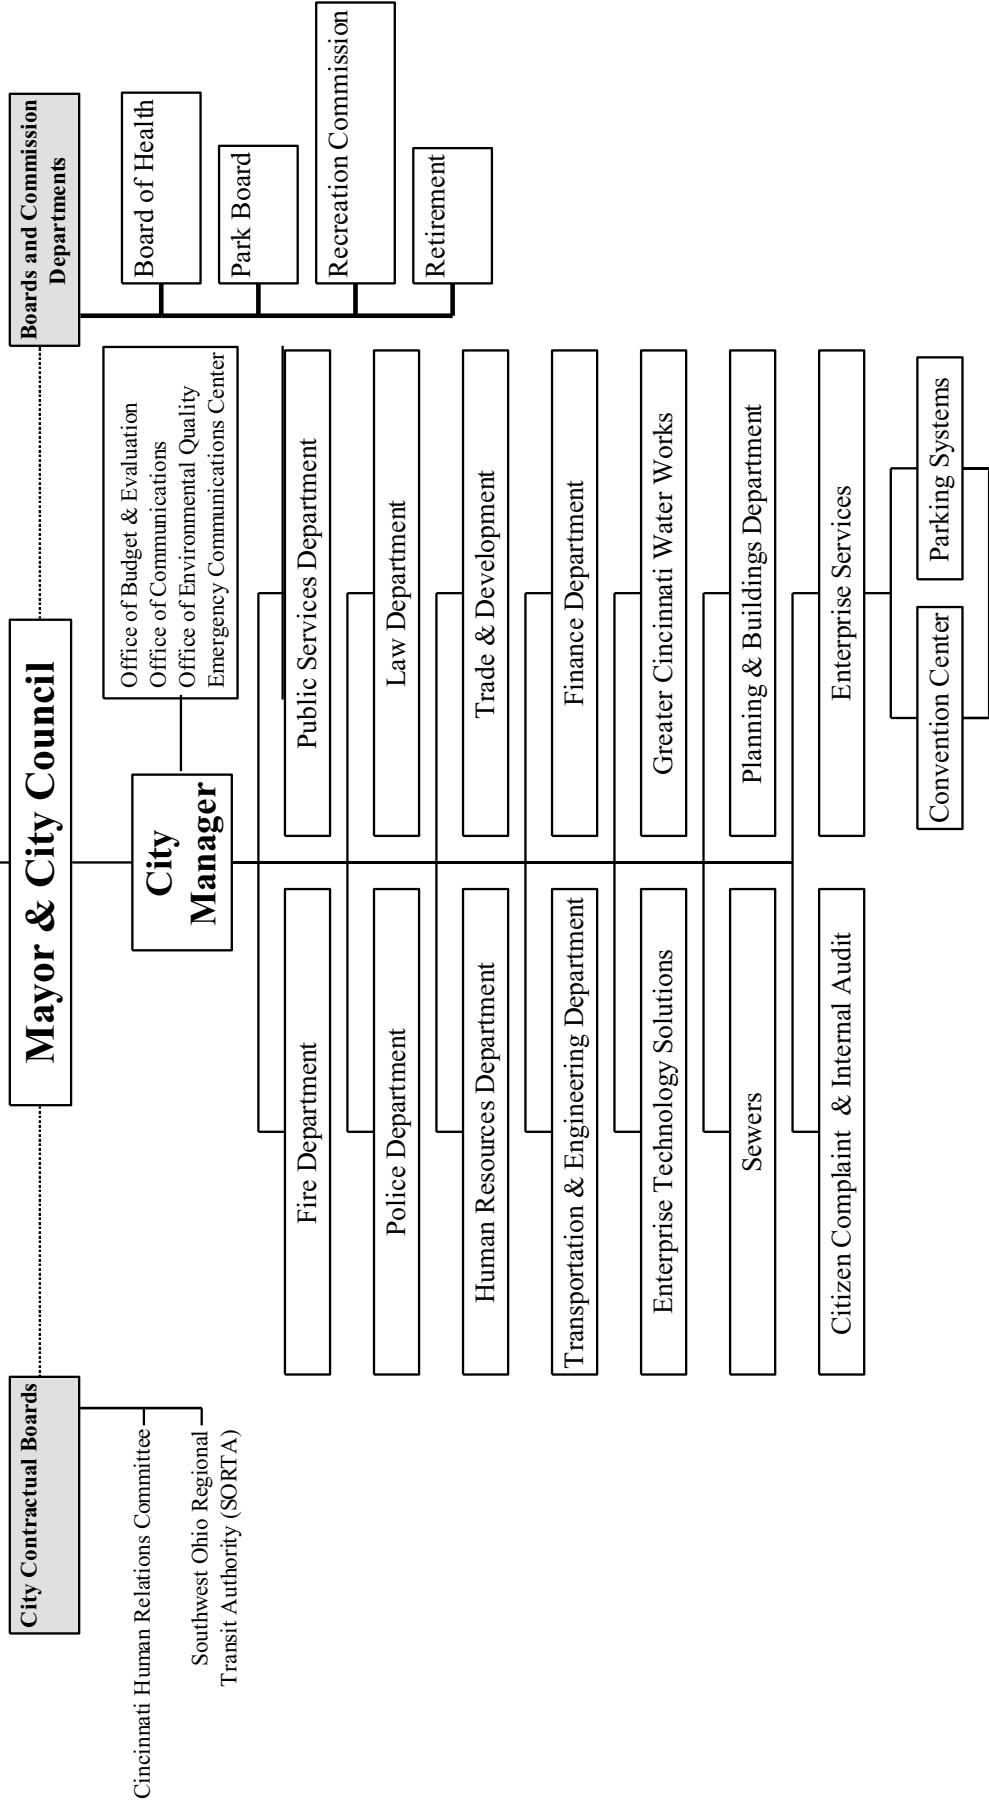 City Contractual Boards
Mayor & City Council
Boards and Commission
Departments
Cincinnati Human Relations Committee
Southwest Ohio Regional
Transit Authority (SORTA)
City
Manager
Office of Budget & Evaluation
Office of Communications
Office of Environmental Quality
Emergency Communications Center
Board of Health
Park Board
Recreation Commission
Retirement
Fire Department
Public Services Department
Police Department
Law Department
Human Resources Department
Trade & Development
Transportation & Engineering Department
Finance Department
Enterprise Technology Solutions
Greater Cincinnati Water Works
Sewers
Planning & Buildings Department
Citizen Complaint & Internal Audit
Enterprise Services
Convention Center
Parking Systems